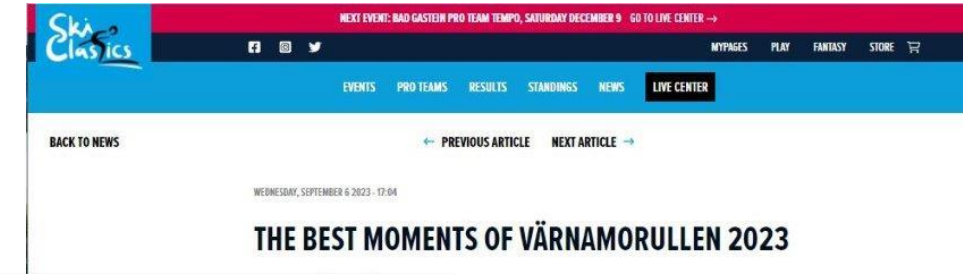 Ski Classics
NEXT EVENT: BAD GASTEIN PRO TEAM TEMPO, SATURDAY DECEMBER 9 GO TO LIVE CENTER →
MYPAGES PLAY FANTASY STORE
EVENTS PRO TEAMS RESULTS STANDINGS NEWS LIVE CENTER
BACK TO NEWS ← PREVIOUS ARTICLE NEXT ARTICLE →
WEDNESDAY, SEPTEMBER 6 2023 - 17:04
THE BEST MOMENTS OF VÄRNAMORULLEN 2023